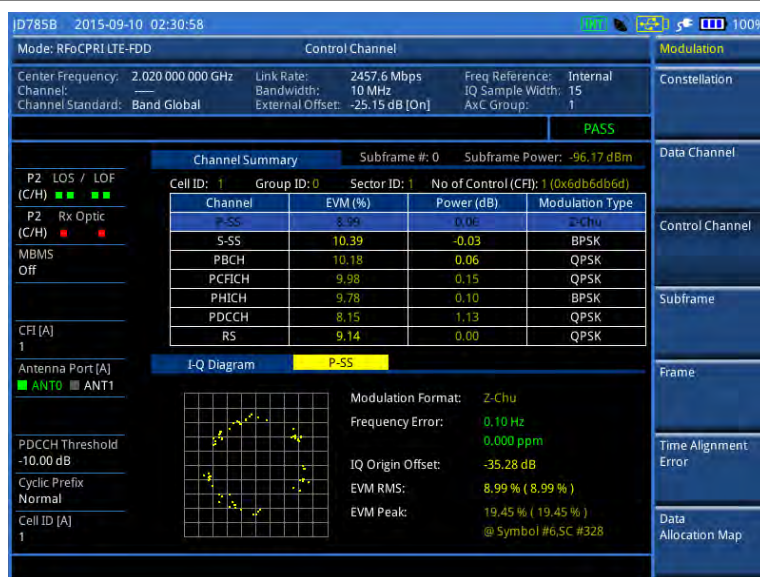 JD785B 2015-09-10 02:30:58 INT 100%
Mode: RFoCPRI LTE-FDD Control Channel Modulation
Center Frequency: 2.020 000 000 GHz Link Rate: 2457.6 Mbps Freq Reference: Internal
Channel: — Bandwidth: 10 MHz IQ Sample Width: 15
Channel Standard: Band Global External Offset: -25.15 dB [On] AxC Group: 1
Constellation
PASS
Channel Summary Subframe #: 0 Subframe Power: -96.17 dBm
Data Channel
P2 LOS / LOF
(C/H)
Cell ID: 1 Group ID: 0 Sector ID: 1 No of Control (CFI): 1 (0x6db6db6d)
Channel EVM (%) Power (dB) Modulation Type
P-SS 8.99 0.06 Z-Chu
S-SS 10.39 -0.03 BPSK
PBCH 10.18 0.06 QPSK
PCFICH 9.98 0.15 QPSK
PHICH 9.78 0.10 BPSK
PDCCH 8.15 1.13 QPSK
RS 9.14 0.00 QPSK
P2 Rx Optic
(C/H)
Control Channel
MBMS
Off
Subframe
CFI [A]
1
I-Q Diagram P-SS
Antenna Port [A]
ANT0 ANT1
Frame
Modulation Format: Z-Chu
Frequency Error: 0.10 Hz
0.000 ppm
IQ Origin Offset: -35.28 dB
EVM RMS: 8.99 % ( 8.99 % )
EVM Peak: 19.45 % ( 19.45 % )
@ Symbol #6,SC #328
PDCCH Threshold
-10.00 dB
Cyclic Prefix
Normal
Cell ID [A]
1
Time Alignment
Error
Data
Allocation Map